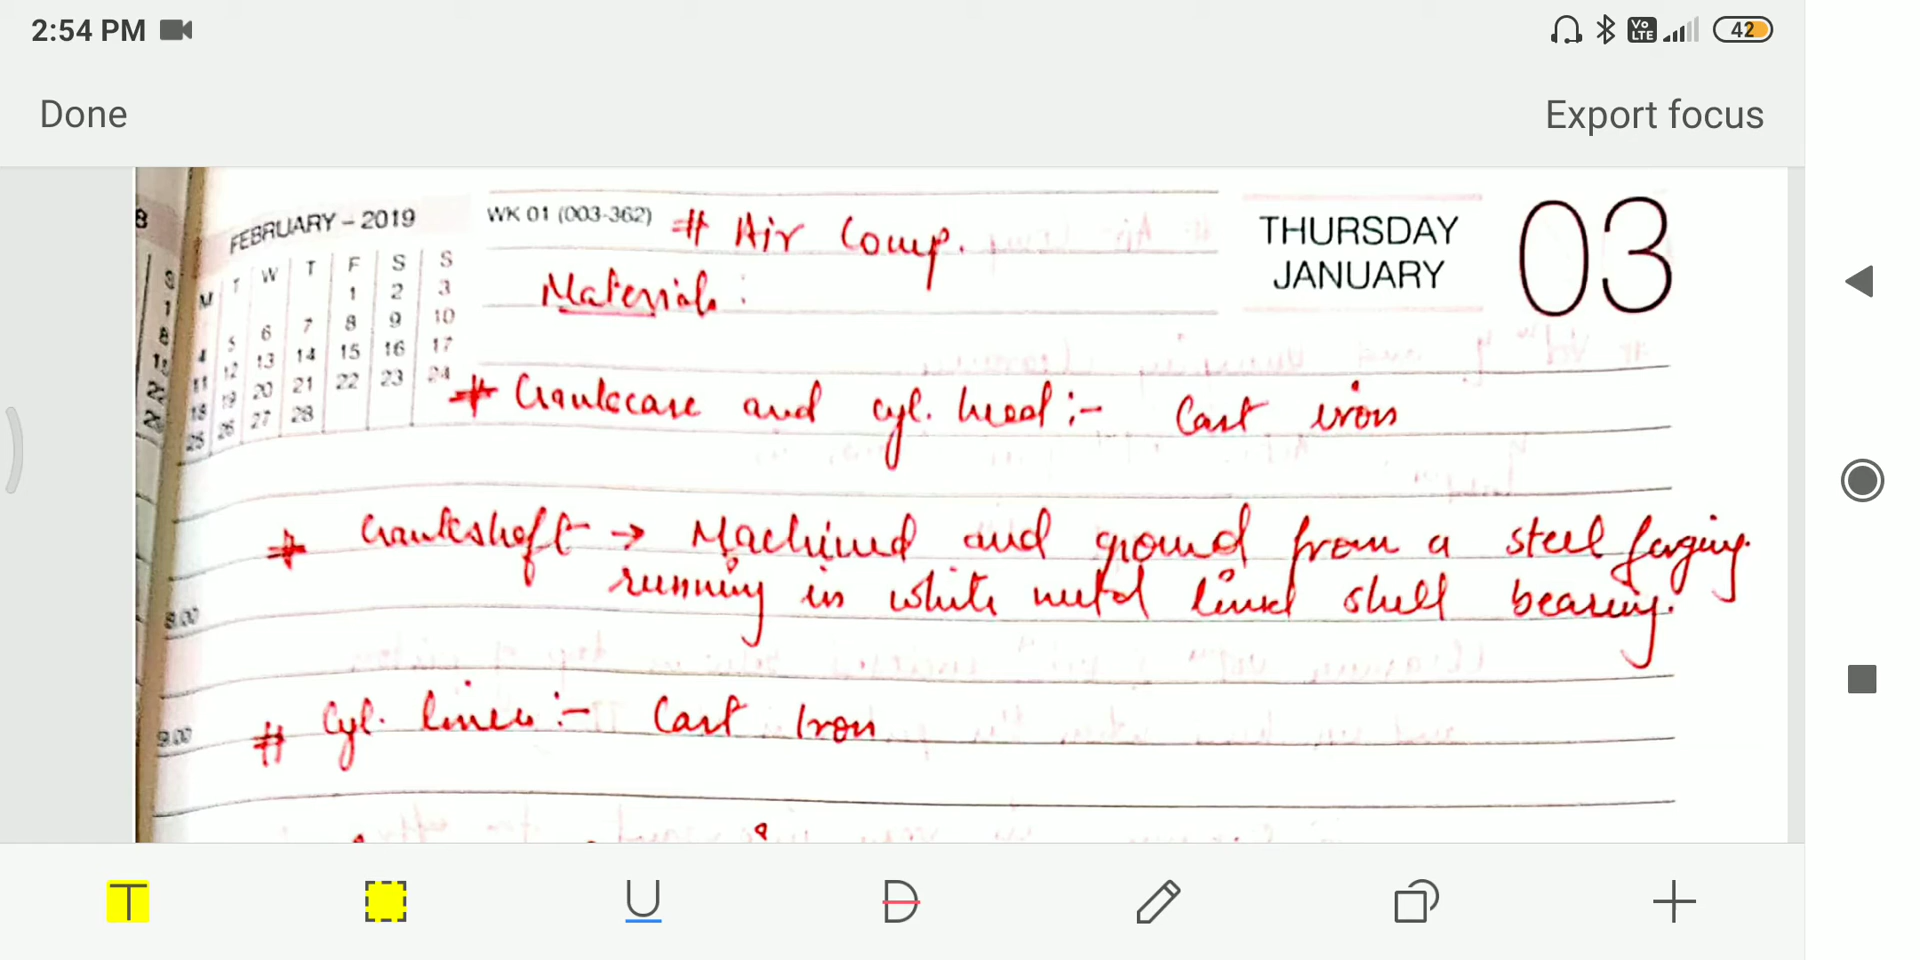 2:54 PM
VoLTE 42
Done
Export focus
FEBRUARY - 2019
M T W T F S S
1 2 3
4 5 6 7 8 9 10
11 12 13 14 15 16 17
18 19 20 21 22 23 24
25 26 27 28
WK 01 (003-362)
# Air Comp.
THURSDAY
JANUARY
03
Materials :
# Crankcase and cyl. head :- Cast iron
# Crankshaft → Machined and ground from a steel forging.
running in white metal lined shell bearing.
8.00
# Cyl. liner :- Cast Iron
9.00
T U D